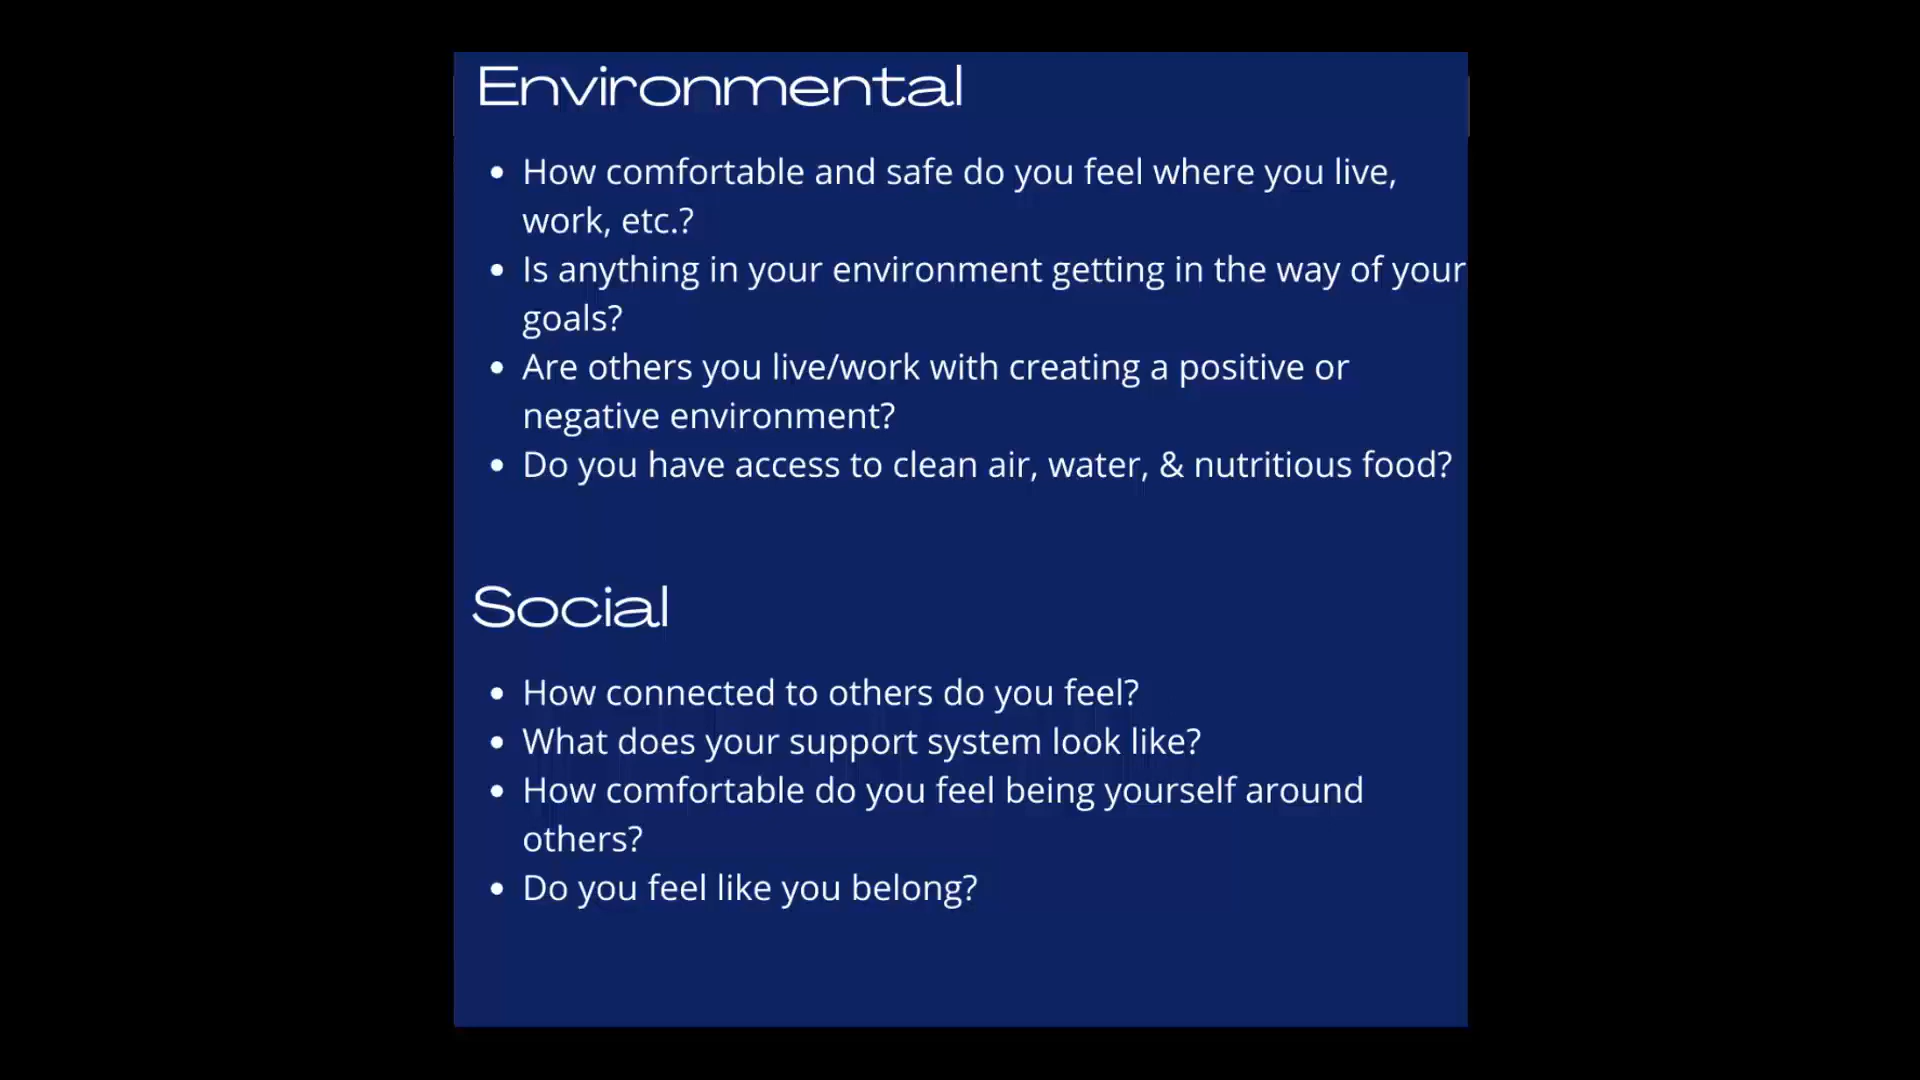 Environmental
• How comfortable and safe do you feel where you live,
work, etc.?
• Is anything in your environment getting in the way of your
goals?
• Are others you live/work with creating a positive or
negative environment?
• Do you have access to clean air, water, & nutritious food?
Social
• How connected to others do you feel?
• What does your support system look like?
• How comfortable do you feel being yourself around
others?
• Do you feel like you belong?